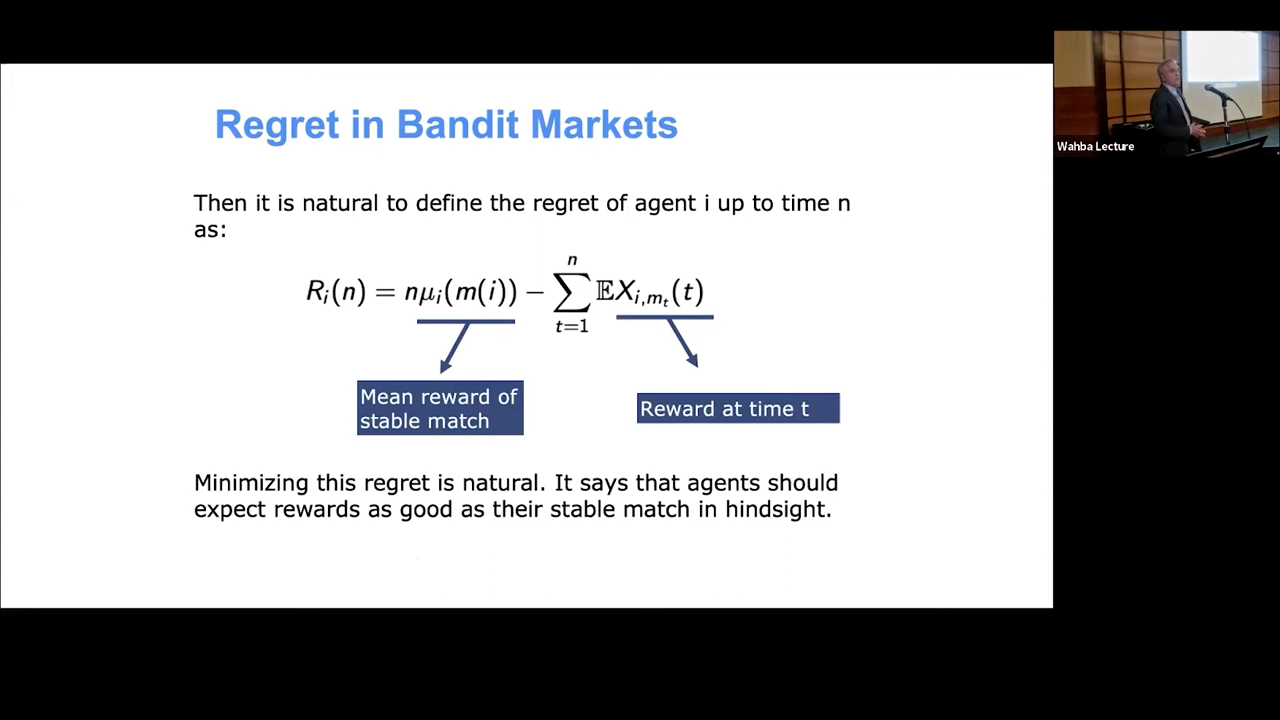 Regret in Bandit Markets
Then it is natural to define the regret of agent i up to time n
as:
R_i(n) = nμ_i(m(i)) − ∑_{t=1}^{n} 𝔼X_{i,m_t}(t)
Mean reward of
stable match
Reward at time t
Minimizing this regret is natural. It says that agents should
expect rewards as good as their stable match in hindsight.
Wahba Lecture